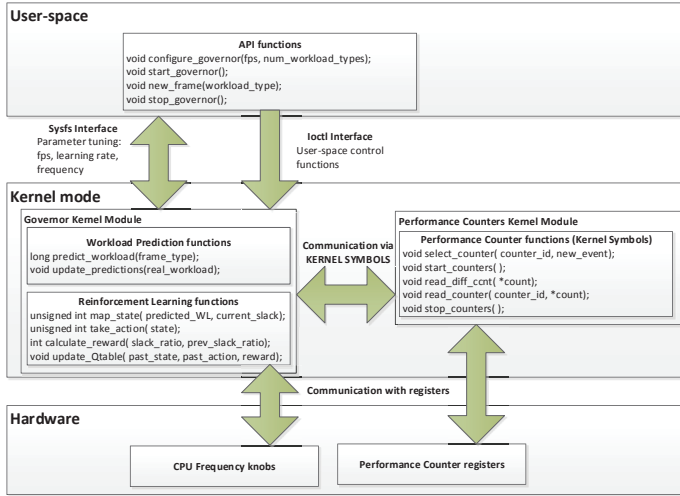 User-space
API functions
void configure_governor(fps, num_workload_types);
void start_governor();
void new_frame(workload_type);
void stop_governor();
Sysfs Interface
Parameter tuning:
fps, learning rate,
frequency
Ioctl Interface
User-space control
functions
Kernel mode
Governor Kernel Module
Workload Prediction functions
long predict_workload(frame_type);
void update_predictions(real_workload);
Reinforcement Learning functions
unsigned int map_state( predicted_WL, current_slack);
unisgned int take_action( state);
int calculate_reward( slack_ratio, prev_slack_ratio);
void update_Qtable( past_state, past_action, reward);
Communication via
KERNEL SYMBOLS
Performance Counters Kernel Module
Performance Counter functions (Kernel Symbols)
void select_counter( counter_id, new_event);
void start_counters( );
void read_diff_ccnt( *count);
void read_counter( counter_id, *count);
void stop_counters( );
Communication with registers
Hardware
CPU Frequency knobs
Performance Counter registers